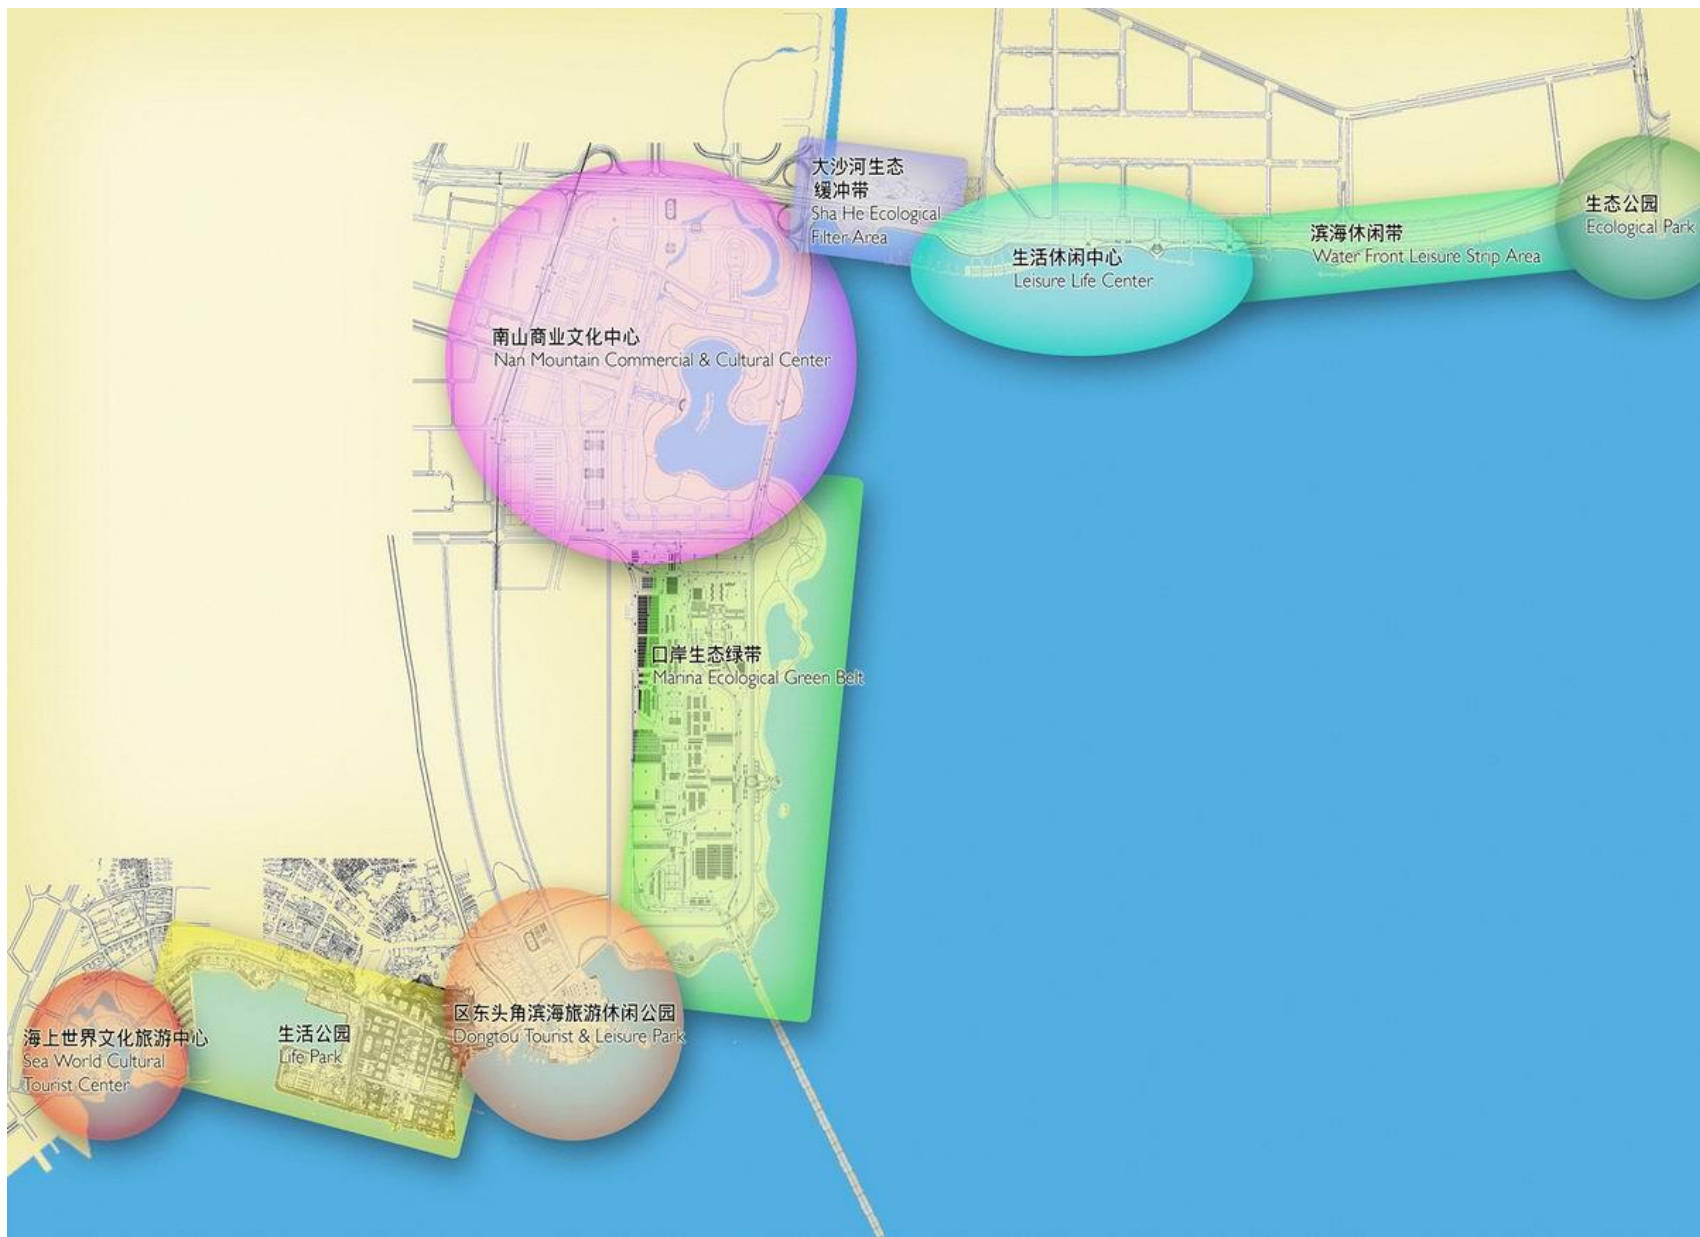 大沙河生态
缓冲带
Sha He Ecological
Filter Area
生活休闲中心
Leisure Life Center
滨海休闲带
Water Front Leisure Strip Area
生态公园
Ecological Park
南山商业文化中心
Nan Mountain Commercial & Cultural Center
口岸生态绿带
Marina Ecological Green Belt
海上世界文化旅游中心
Sea World Cultural
Tourist Center
生活公园
Life Park
区东头角滨海旅游休闲公园
Dongtou Tourist & Leisure Park